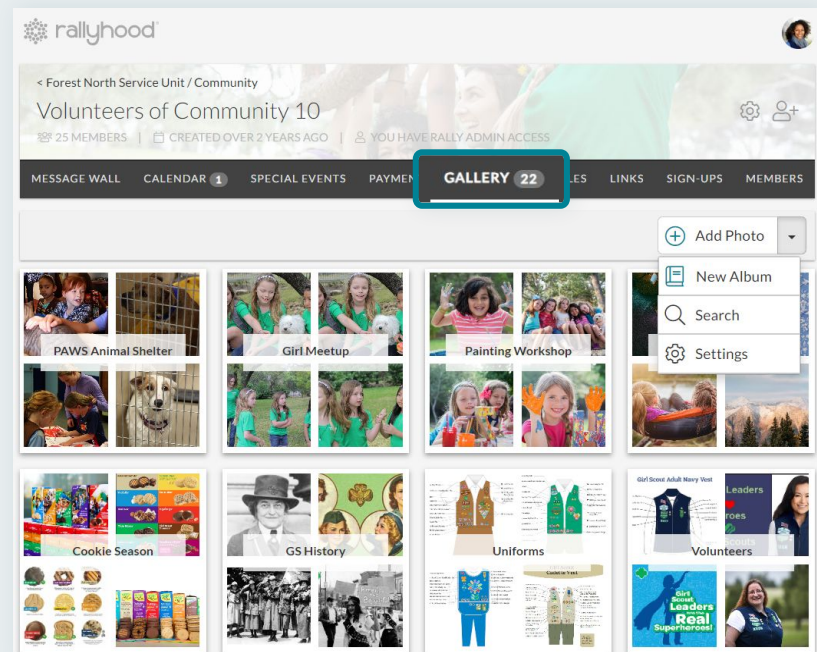 rallyhood
< Forest North Service Unit / Community
Volunteers of Community 10
25 MEMBERS | CREATED OVER 2 YEARS AGO | YOU HAVE RALLY ADMIN ACCESS
MESSAGE WALL CALENDAR 1 SPECIAL EVENTS PAYMEN GALLERY 22 LES LINKS SIGN-UPS MEMBERS
Add Photo
New Album
Search
Settings
PAWS Animal Shelter Girl Meetup Painting Workshop
Girl Scout Adult Navy Vest
Leaders
Cookie Season GS History Uniforms Volunteers
Girl
Scout
Leaders
Real
Superheroes!